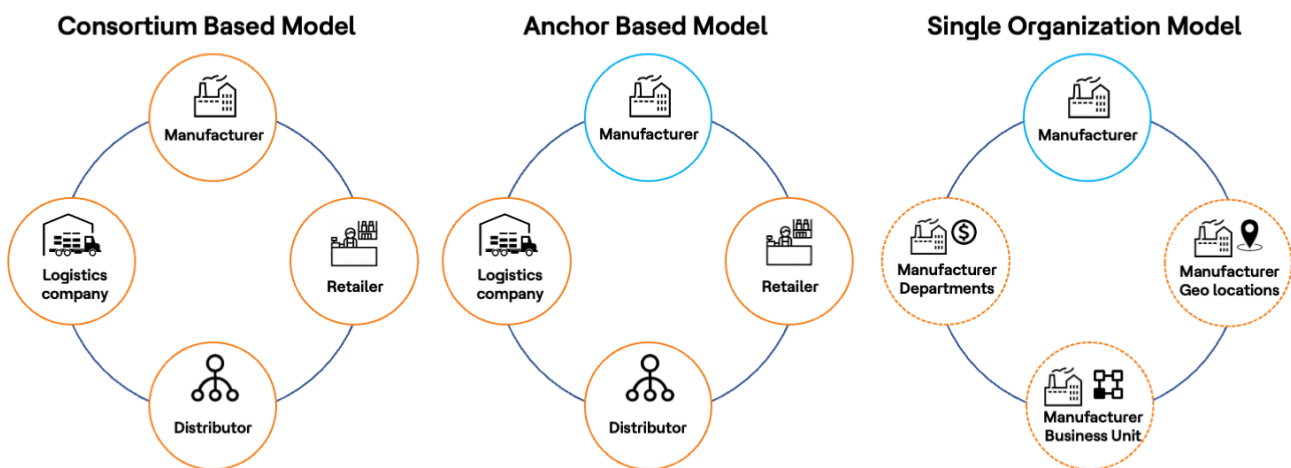 Consortium Based Model
Manufacturer
Logistics
company
Retailer
Distributor
Anchor Based Model
Manufacturer
Logistics
company
Retailer
Distributor
Single Organization Model
Manufacturer
$
Manufacturer
Departments
Manufacturer
Geo locations
Manufacturer
Business Unit